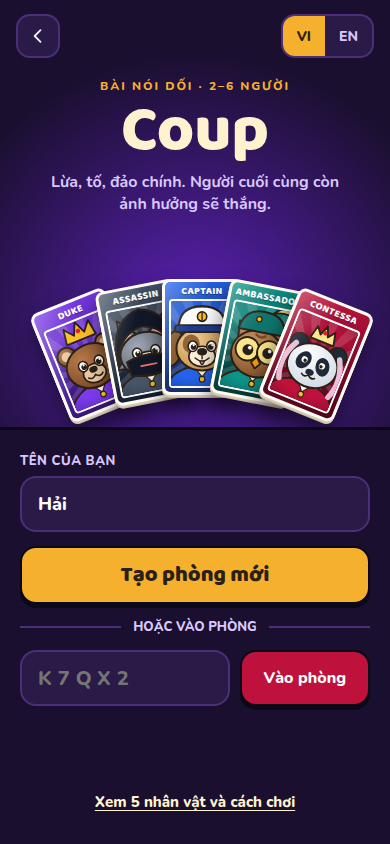 VI
EN
BÀI NÓI DỐI · 2–6 NGƯỜI
Coup
Lừa, tố, đảo chính. Người cuối cùng còn
ảnh hưởng sẽ thắng.
DUKE
ASSASSIN
CAPTAIN
AMBASSADO
CONTESSA
TÊN CỦA BẠN
Hải
Tạo phòng mới
HOẶC VÀO PHÒNG
K7QX2
Vào phòng
Xem 5 nhân vật và cách chơi